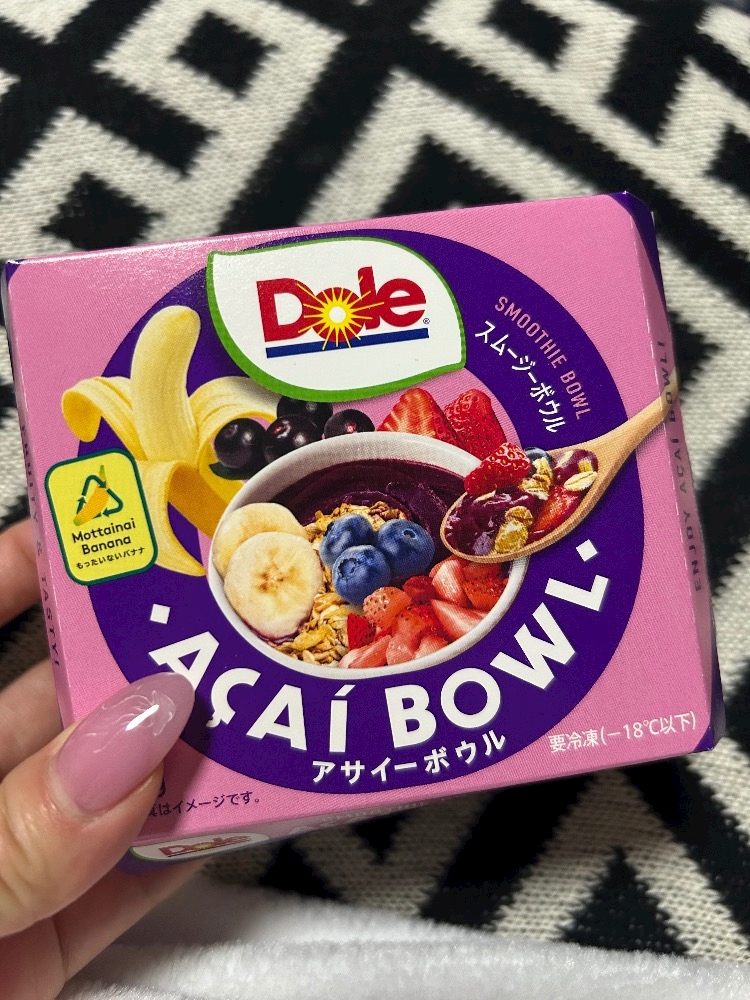 Dole®
SMOOTHIE BOWL
スムージーボウル
Mottainai
Banana
もったいないバナナ
AÇAÍ BOWL
アサイーボウル
要冷凍(−18℃以下)
はイメージです。
ENJOY AÇAÍ BOWL!
& TASTY!
Dole